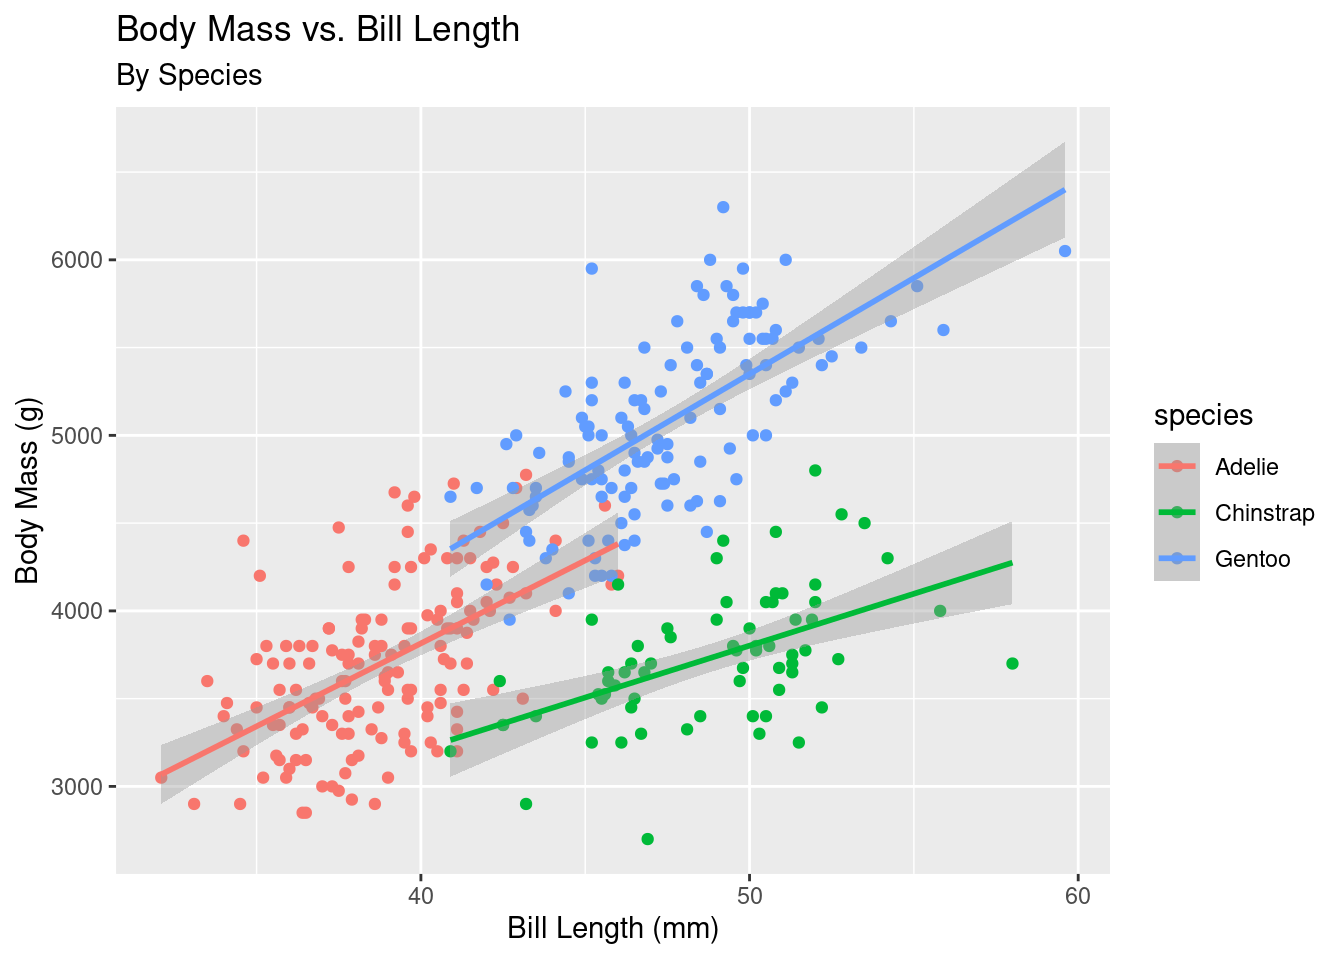 Body Mass vs. Bill Length
By Species
Body Mass (g)
6000
5000
4000
3000
40
50
60
Bill Length (mm)
species
Adelie
Chinstrap
Gentoo